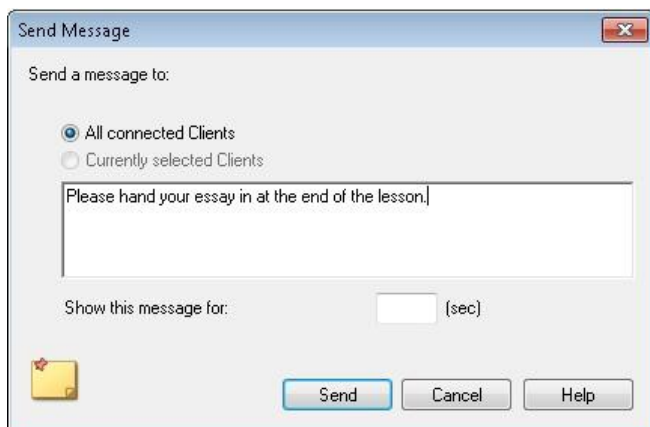 Send Message
Send a message to:
All connected Clients
Currently selected Clients
Please hand your essay in at the end of the lesson.
Show this message for: (sec)
Send Cancel Help